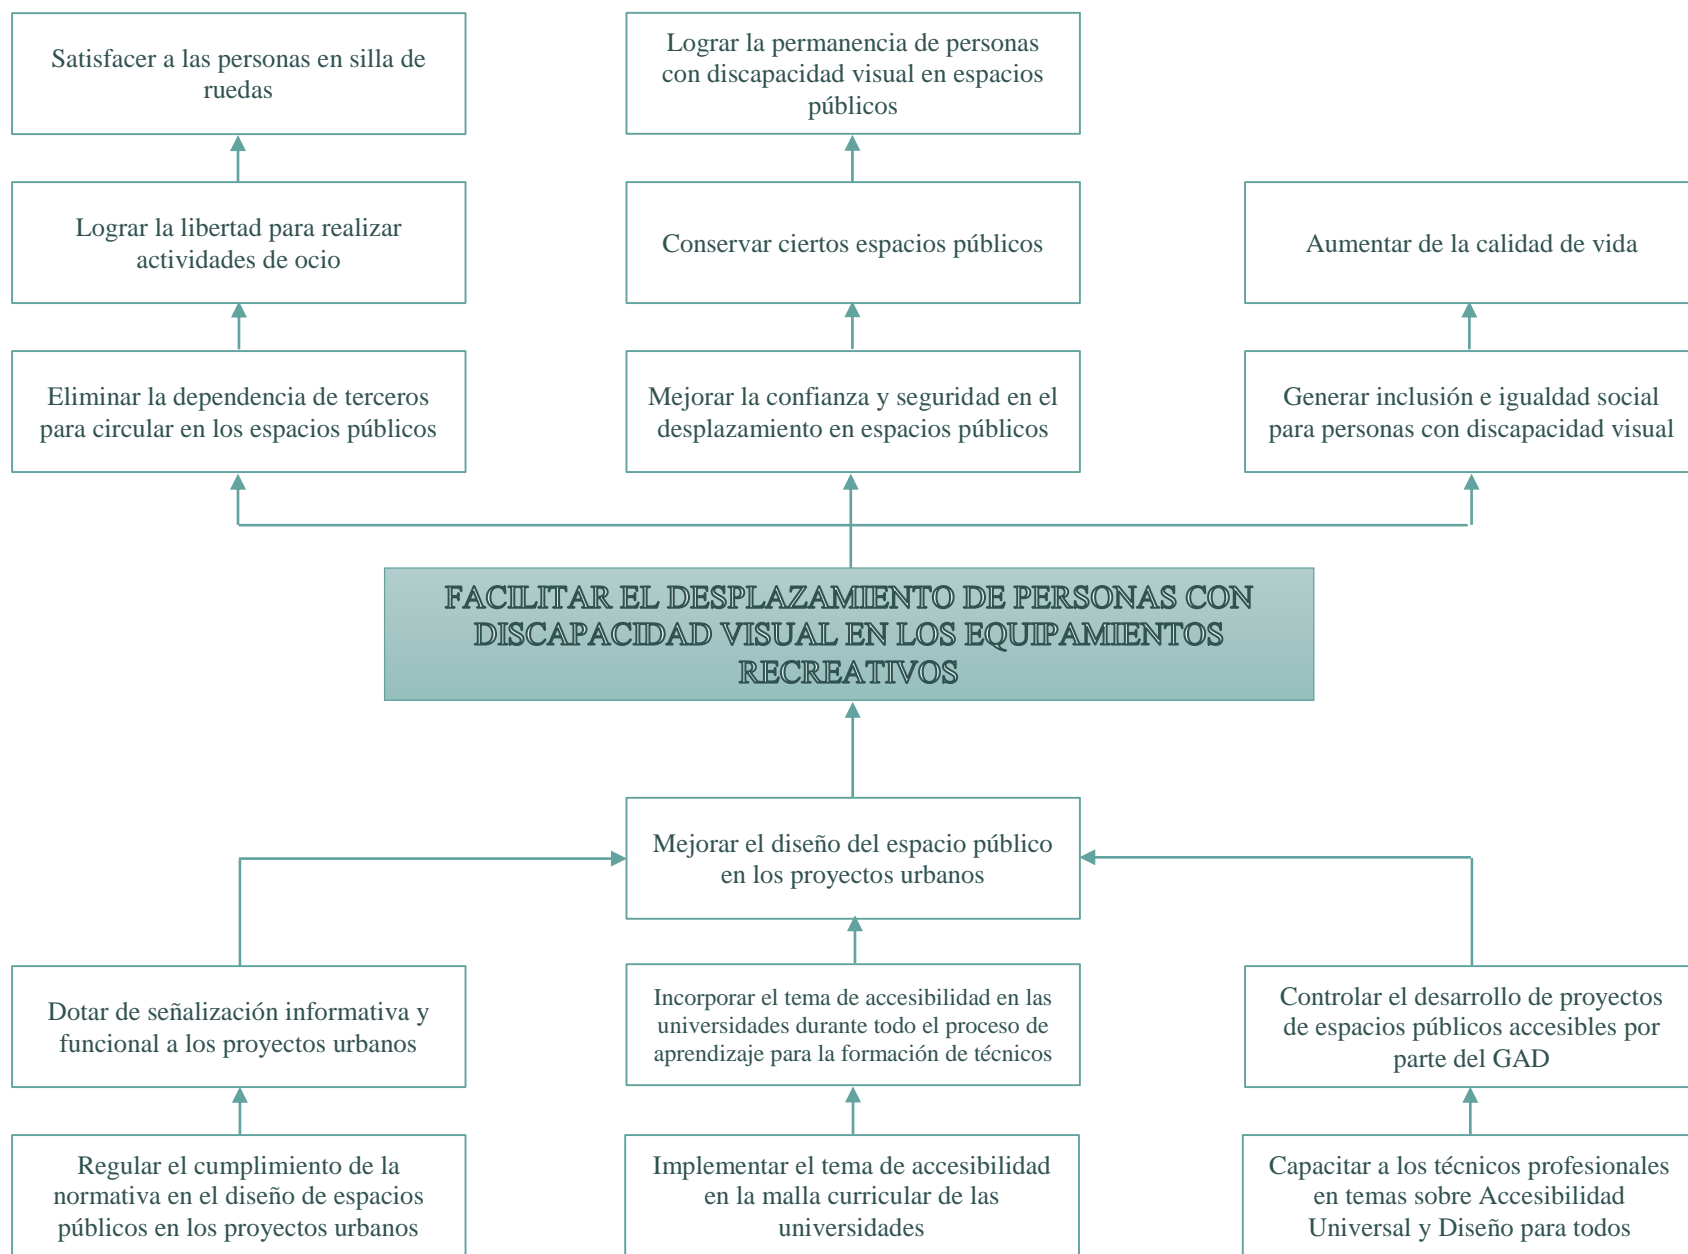 Satisfacer a las personas en silla de
ruedas
Lograr la permanencia de personas
con discapacidad visual en espacios
públicos
Lograr la libertad para realizar
actividades de ocio
Conservar ciertos espacios públicos
Aumentar de la calidad de vida
Eliminar la dependencia de terceros
para circular en los espacios públicos
Mejorar la confianza y seguridad en el
desplazamiento en espacios públicos
Generar inclusión e igualdad social
para personas con discapacidad visual
FACILITAR EL DESPLAZAMIENTO DE PERSONAS CON
DISCAPACIDAD VISUAL EN LOS EQUIPAMIENTOS
RECREATIVOS
Mejorar el diseño del espacio público
en los proyectos urbanos
Dotar de señalización informativa y
funcional a los proyectos urbanos
Incorporar el tema de accesibilidad en las
universidades durante todo el proceso de
aprendizaje para la formación de técnicos
Controlar el desarrollo de proyectos
de espacios públicos accesibles por
parte del GAD
Regular el cumplimiento de la
normativa en el diseño de espacios
públicos en los proyectos urbanos
Implementar el tema de accesibilidad
en la malla curricular de las
universidades
Capacitar a los técnicos profesionales
en temas sobre Accesibilidad
Universal y Diseño para todos